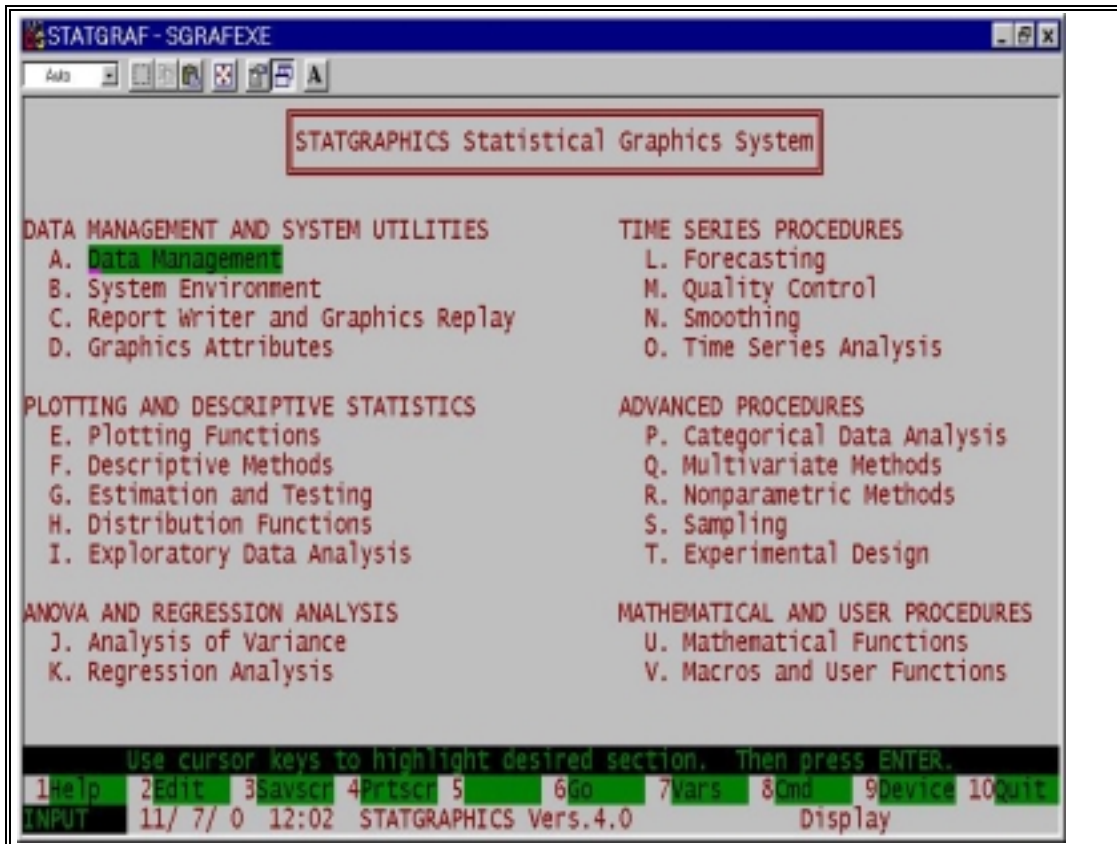 STATGRAF - SGRAFEXE
Auto
A
STATGRAPHICS Statistical Graphics System
DATA MANAGEMENT AND SYSTEM UTILITIES
A. Data Management
B. System Environment
C. Report Writer and Graphics Replay
D. Graphics Attributes
TIME SERIES PROCEDURES
L. Forecasting
M. Quality Control
N. Smoothing
O. Time Series Analysis
PLOTTING AND DESCRIPTIVE STATISTICS
E. Plotting Functions
F. Descriptive Methods
G. Estimation and Testing
H. Distribution Functions
I. Exploratory Data Analysis
ADVANCED PROCEDURES
P. Categorical Data Analysis
Q. Multivariate Methods
R. Nonparametric Methods
S. Sampling
T. Experimental Design
ANOVA AND REGRESSION ANALYSIS
J. Analysis of Variance
K. Regression Analysis
MATHEMATICAL AND USER PROCEDURES
U. Mathematical Functions
V. Macros and User Functions
Use cursor keys to highlight desired section. Then press ENTER.
1Help 2Edit 3Savscr 4Prtscr 5 6Go 7Vars 8Cmd 9Device 10Quit
INPUT 11/ 7/ 0 12:02 STATGRAPHICS Vers.4.0 Display